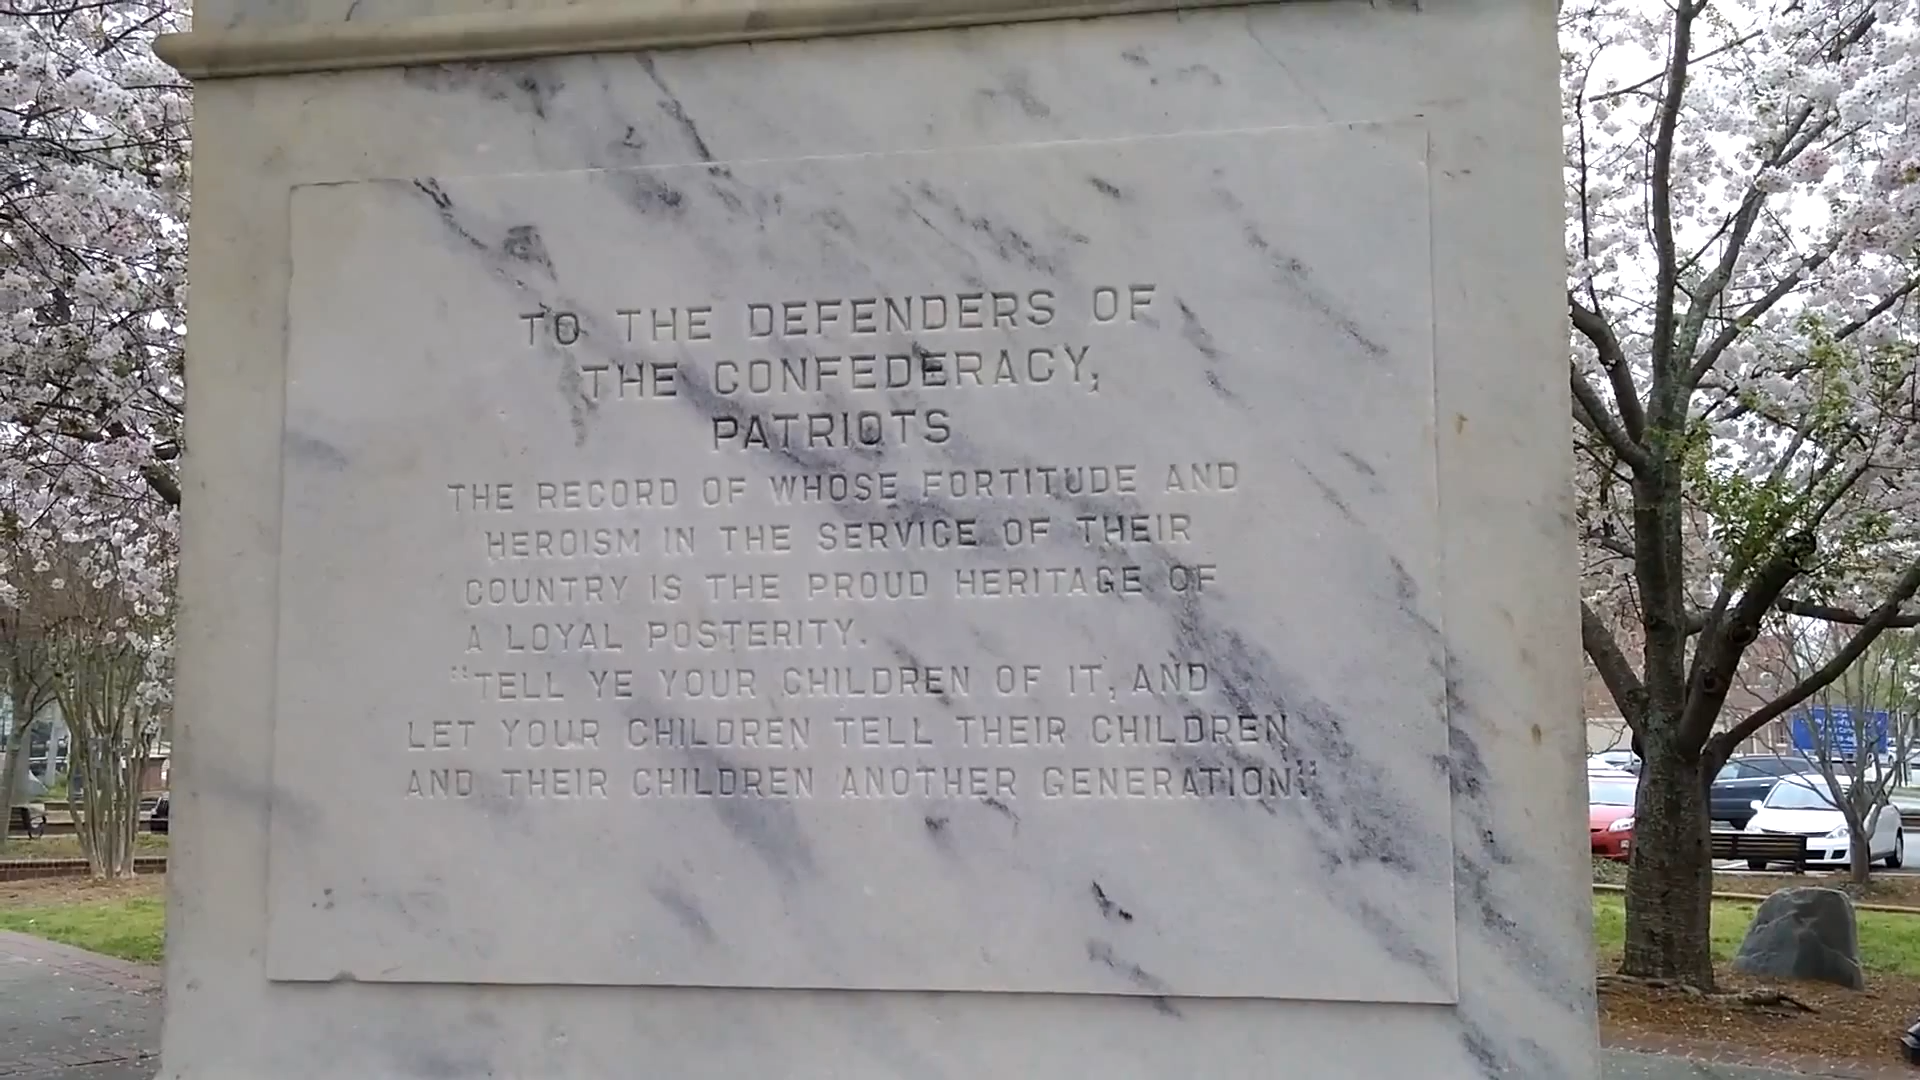 TO THE DEFENDERS OF
THE CONFEDERACY,
PATRIOTS
THE RECORD OF WHOSE FORTITUDE AND
HEROISM IN THE SERVICE OF THEIR
COUNTRY IS THE PROUD HERITAGE OF
A LOYAL POSTERITY.
"TELL YE YOUR CHILDREN OF IT, AND
LET YOUR CHILDREN TELL THEIR CHILDREN
AND THEIR CHILDREN ANOTHER GENERATION."